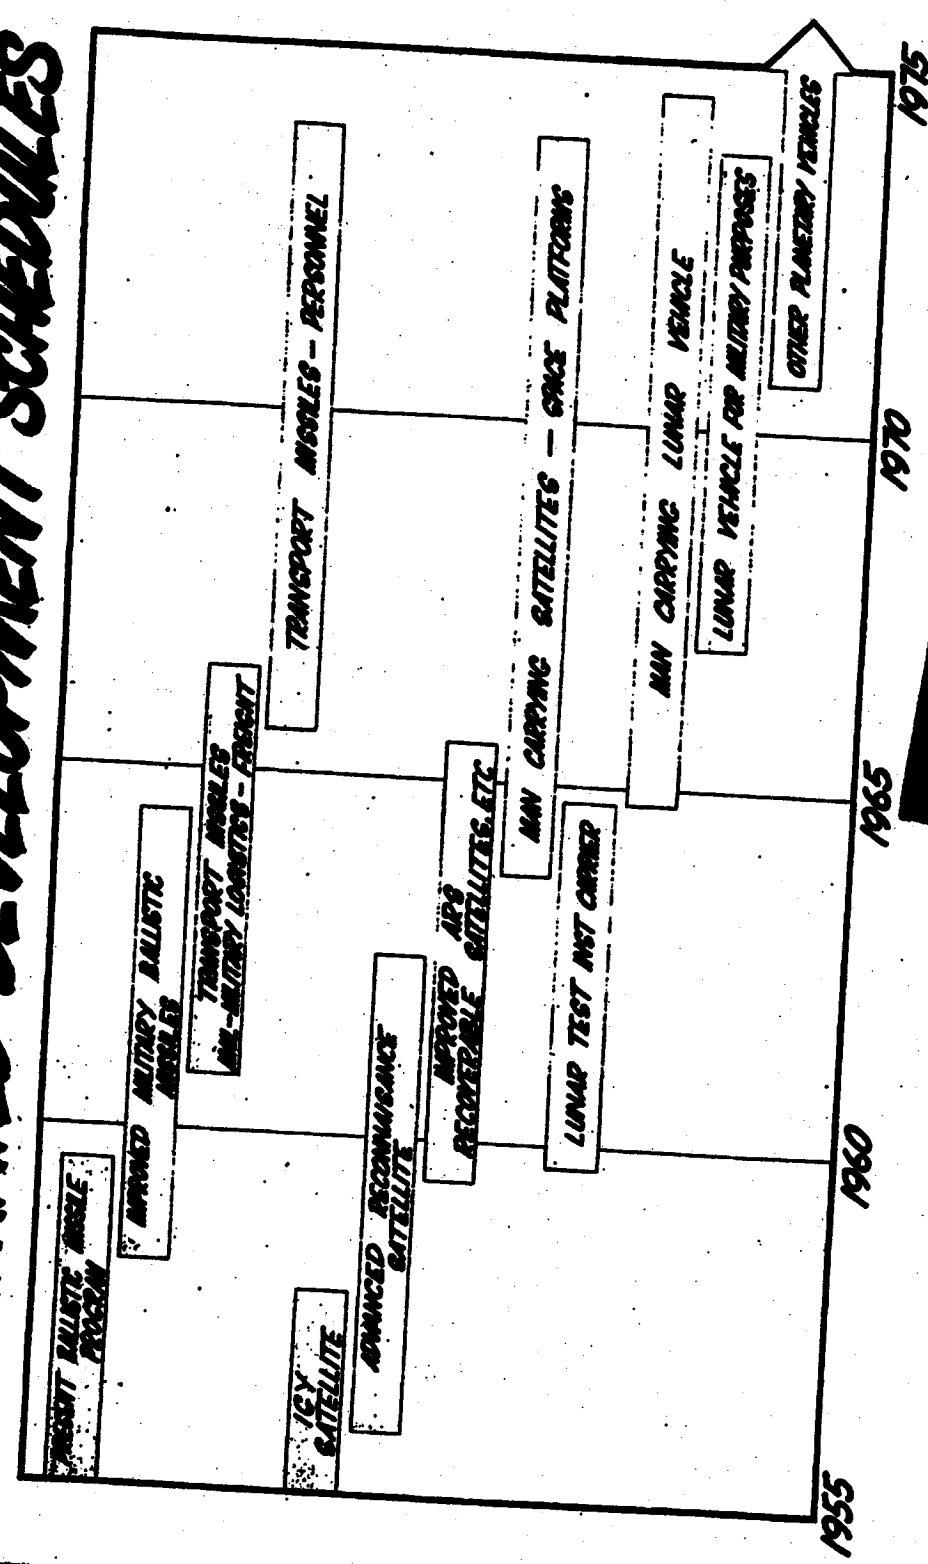 DEVELOPMENT SCHEDULES
PRESENT BALLISTIC MISSILE
PROGRAM
IMPROVED MILITARY BALLISTIC
MISSILES
TRANSPORT MISSILES
MIL-MILITARY LOGISTICS - FREIGHT
TRANSPORT MISSILES - PERSONNEL
IGY
SATELLITE
ADVANCED RECONNAISANCE
SATELLITE
IMPROVED ARS
RECOVERABLE SATELLITES, ETC
MAN CARRYING SATELLITES - SPACE PLATFORMS
LUNAR TEST INST CARRIER
MAN CARRYING LUNAR VEHICLE
LUNAR VEHICLE FOR MILITARY PURPOSES
OTHER PLANETARY VEHICLES
1955
1960
1965
1970
1975